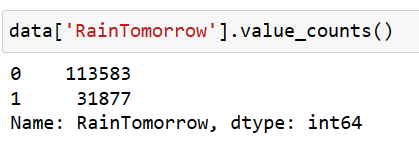 data['RainTomorrow'].value_counts()
0    113583
1     31877
Name: RainTomorrow, dtype: int64